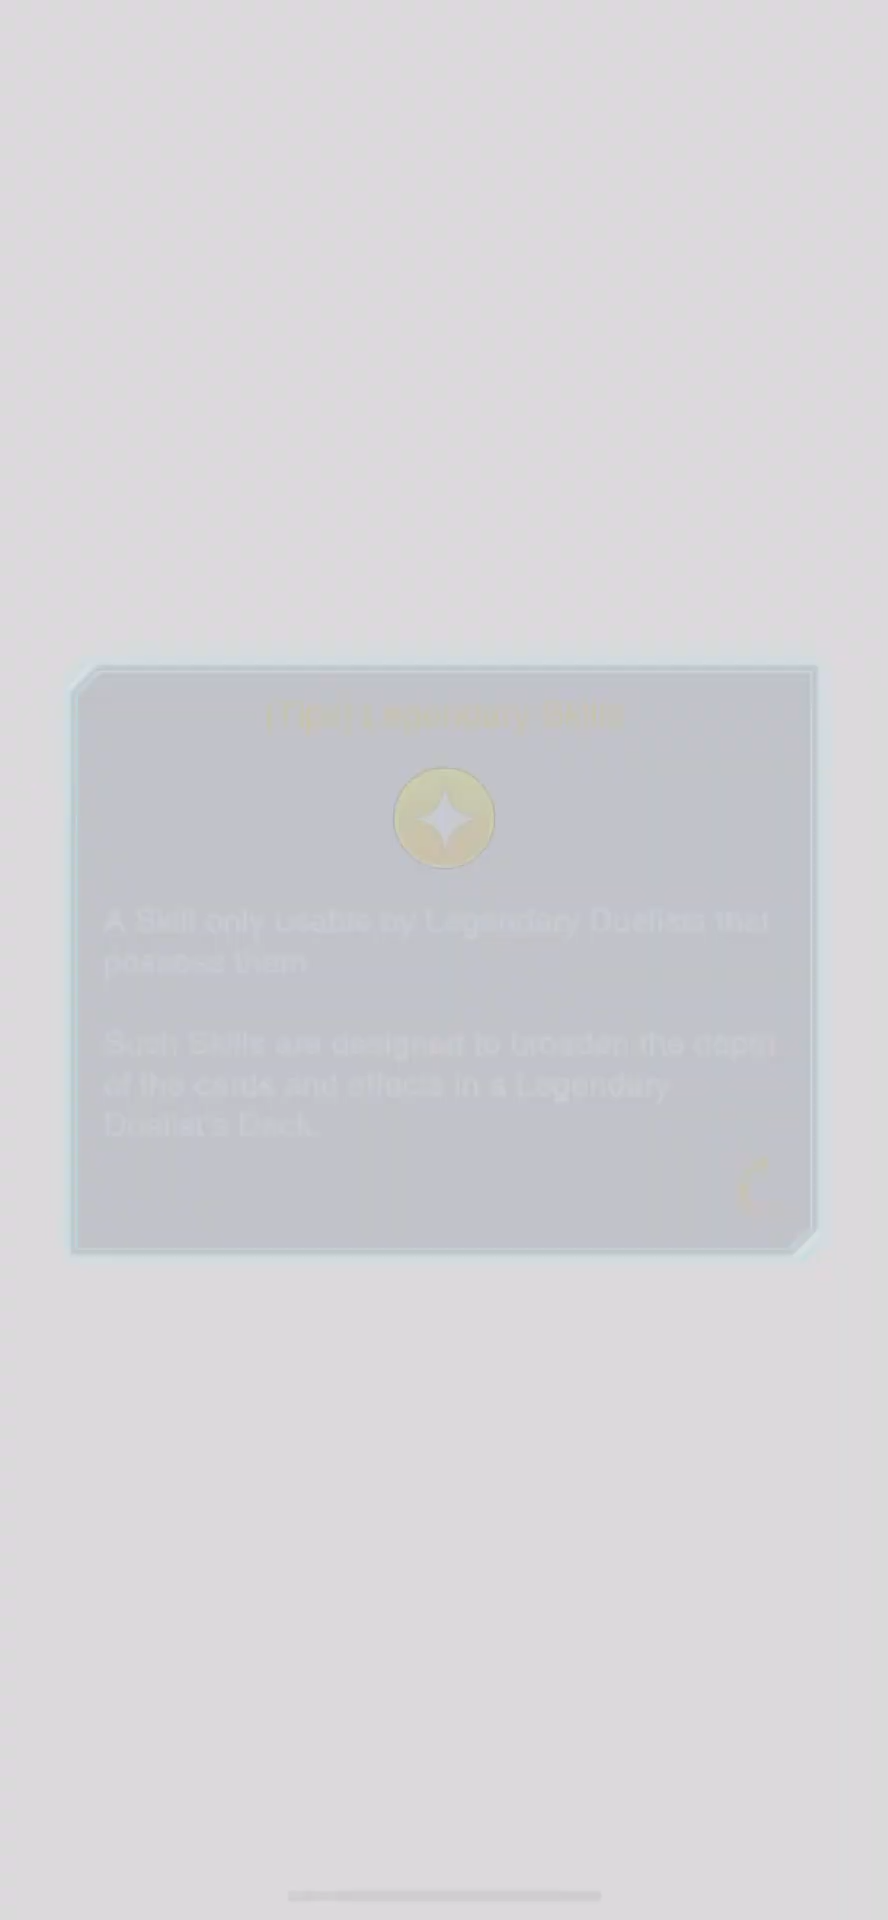 [Tips] Legendary Skills
A Skill only usable by Legendary Duelists that
possess them.
Such Skills are designed to broaden the depth
of the cards and effects in a Legendary
Duelist's Deck.